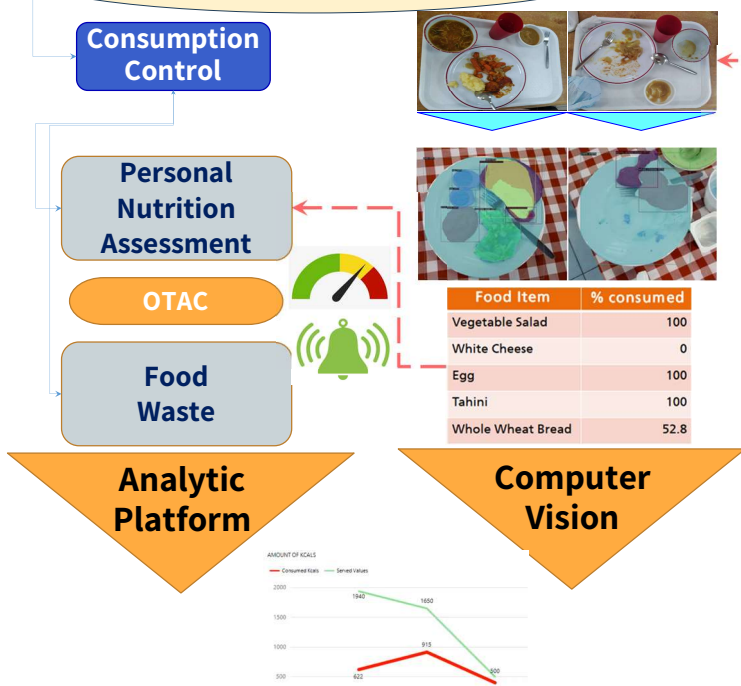 Consumption
Control
Personal
Nutrition
Assessment
OTAC
Food
Waste
Food Item % consumed
Vegetable Salad 100
White Cheese 0
Egg 100
Tahini 100
Whole Wheat Bread 52.8
Analytic
Platform
Computer
Vision
AMOUNT OF KCALS
Consumed Kcals Served Values
2000
1940
1650
1500
1000
915
500
622
500